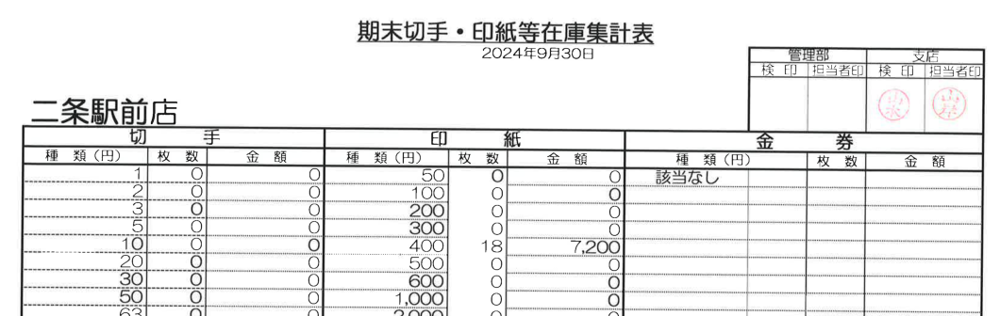 期末切手・印紙等在庫集計表
2024年9月30日
管理部 支店
検 印 担当者印 検 印 担当者印
二条駅前店
切 手 印 紙 金 券
種 類（円） 枚 数 金 額 種 類（円） 枚 数 金 額 種 類（円） 枚 数 金 額
1 0 0 50 0 0 該当なし
2 0 0 100 0 0
3 0 0 200 0 0
5 0 0 300 0 0
10 0 0 400 18 7,200
20 0 0 500 0 0
30 0 0 600 0 0
50 0 0 1,000 0 0
63 0 0 2,000 0 0